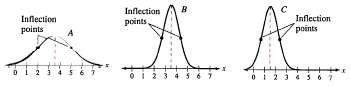 Inflection
points
A
x
0 1 2 3 4 5 6 7
Inflection
points
B
x
0 1 2 3 4 5 6 7
C
Inflection
points
x
0 1 2 3 4 5 6 7